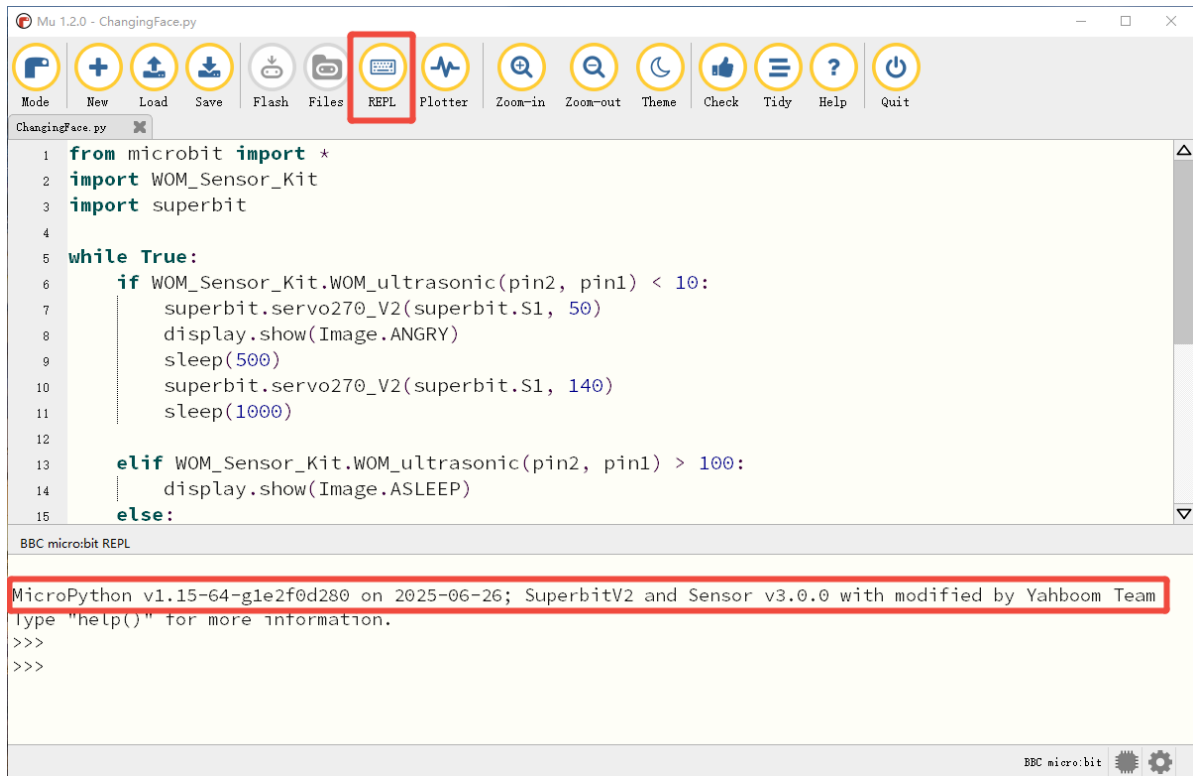 Mu 1.2.0 - ChangingFace.py
Mode New Load Save Flash Files REPL Plotter Zoom-in Zoom-out Theme Check Tidy Help Quit
ChangingFace.py
1 from microbit import *
2 import WOM_Sensor_Kit
3 import superbit
4
5 while True:
6     if WOM_Sensor_Kit.WOM_ultrasonic(pin2, pin1) < 10:
7         superbit.servo270_V2(superbit.S1, 50)
8         display.show(Image.ANGRY)
9         sleep(500)
10         superbit.servo270_V2(superbit.S1, 140)
11         sleep(1000)
12
13     elif WOM_Sensor_Kit.WOM_ultrasonic(pin2, pin1) > 100:
14         display.show(Image.ASLEEP)
15     else:
BBC micro:bit REPL
MicroPython v1.15-64-g1e2f0d280 on 2025-06-26; SuperbitV2 and Sensor v3.0.0 with modified by Yahboom Team
Type "help()" for more information.
>>>
>>>
BBC micro:bit